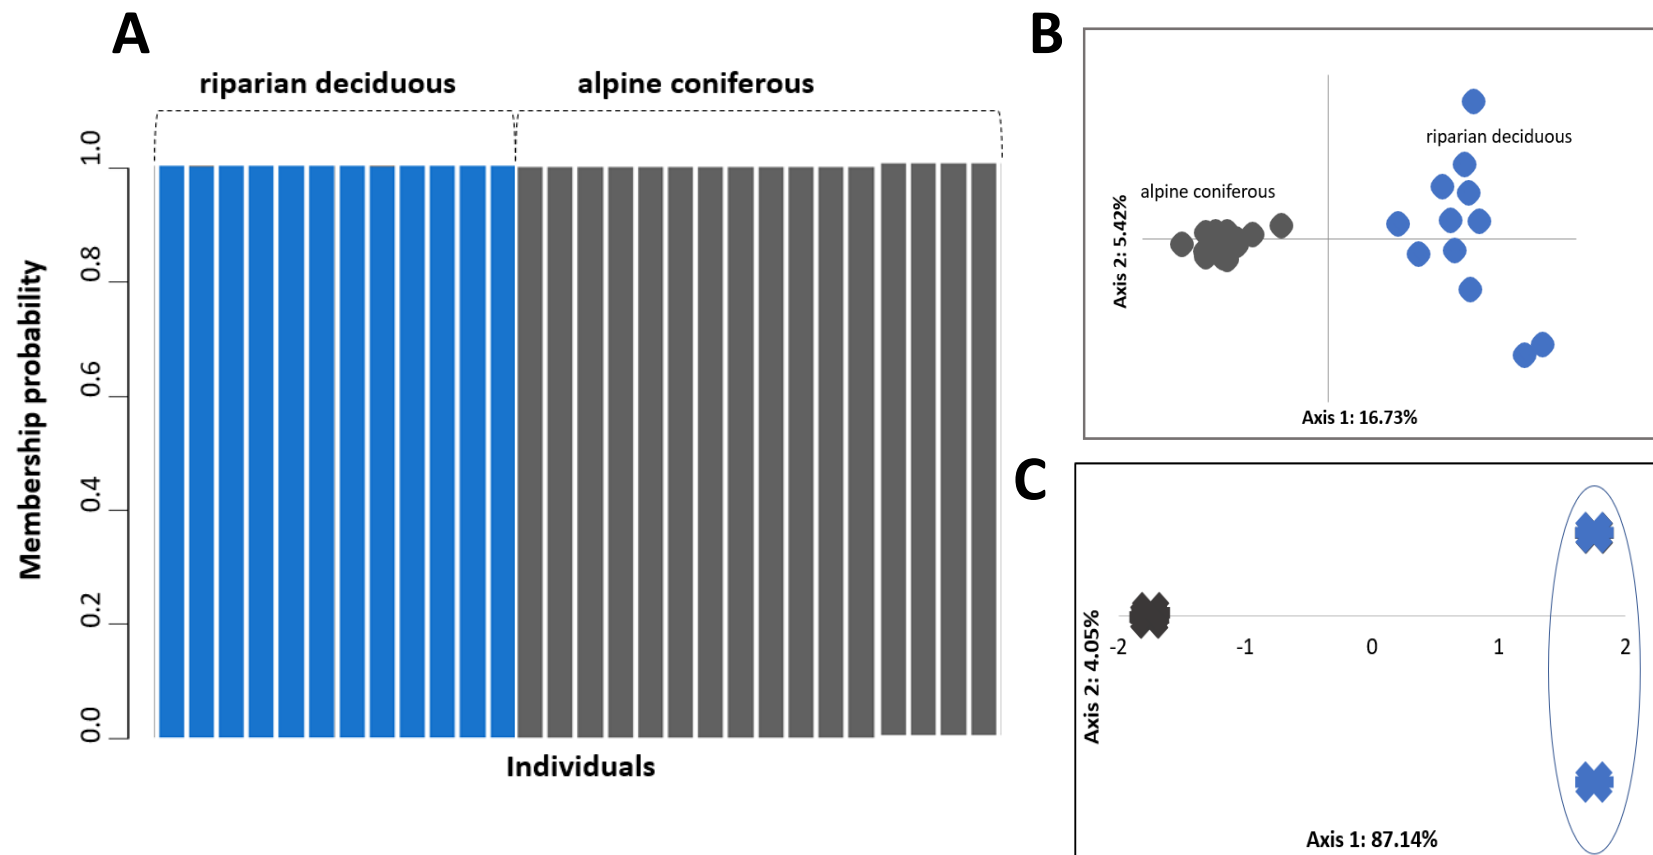 A
riparian deciduous
alpine coniferous
1.0
0.8
0.6
0.4
0.2
0.0
Membership probability
Individuals
B
riparian deciduous
alpine coniferous
Axis 2: 5.42%
Axis 1: 16.73%
C
-2
-1
0
1
2
Axis 2: 4.05%
Axis 1: 87.14%